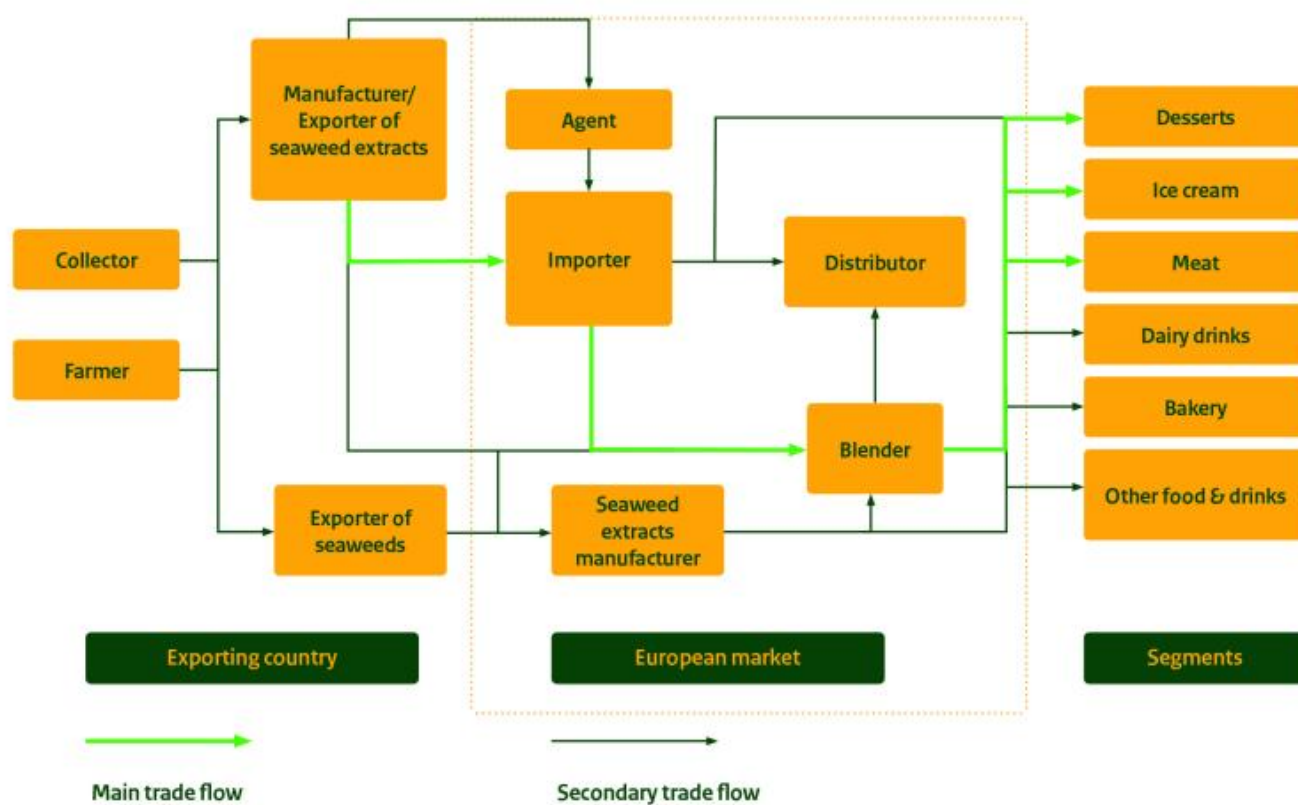 Manufacturer/
Exporter of
seaweed extracts
Agent
Desserts
Ice cream
Collector
Importer
Distributor
Meat
Farmer
Dairy drinks
Bakery
Blender
Exporter of
seaweeds
Seaweed
extracts
manufacturer
Other food & drinks
Exporting country
European market
Segments
Main trade flow
Secondary trade flow